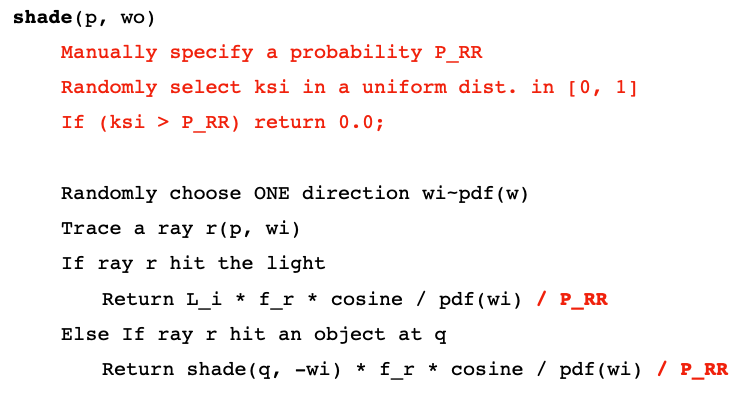 shade(p, wo)
Manually specify a probability P_RR
Randomly select ksi in a uniform dist. in [0, 1]
If (ksi > P_RR) return 0.0;
Randomly choose ONE direction wi~pdf(w)
Trace a ray r(p, wi)
If ray r hit the light
Return L_i * f_r * cosine / pdf(wi) / P_RR
Else If ray r hit an object at q
Return shade(q, -wi) * f_r * cosine / pdf(wi) / P_RR